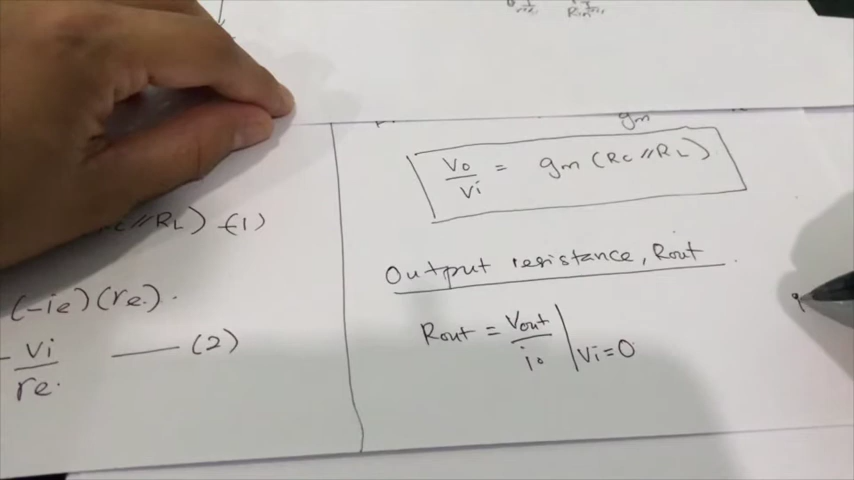 Rc//RL) -(1)
(-ie)(re).
- Vi/re. —— (2)
gm
Vo/Vi = gm (Rc//RL)
Output resistance, Rout
Rout = Vout/io | Vi=0